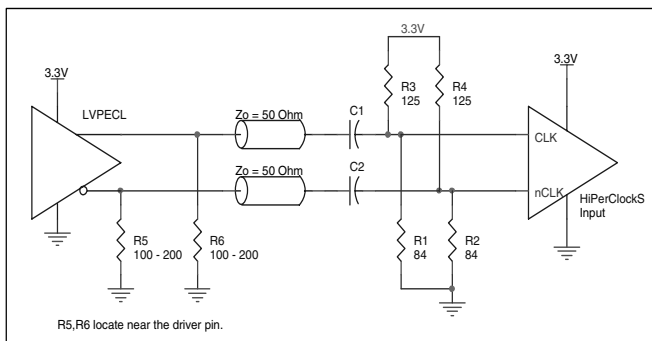 3.3V
3.3V
LVPECL
R3
125
R4
125
3.3V
Zo = 50 Ohm
C1
CLK
Zo = 50 Ohm
C2
nCLK
HiPerClockS
Input
R5
100 - 200
R6
100 - 200
R1
84
R2
84
R5,R6 locate near the driver pin.